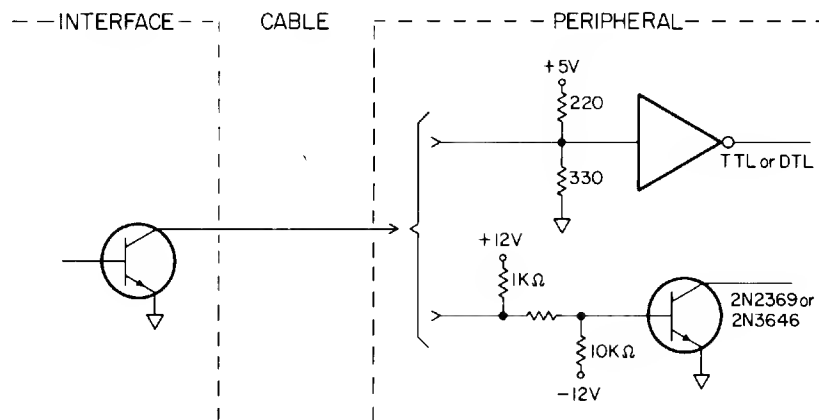 INTERFACE
CABLE
PERIPHERAL
+5V
220
TTL or DTL
330
+12V
1KΩ
2N2369 or
2N3646
10KΩ
-12V